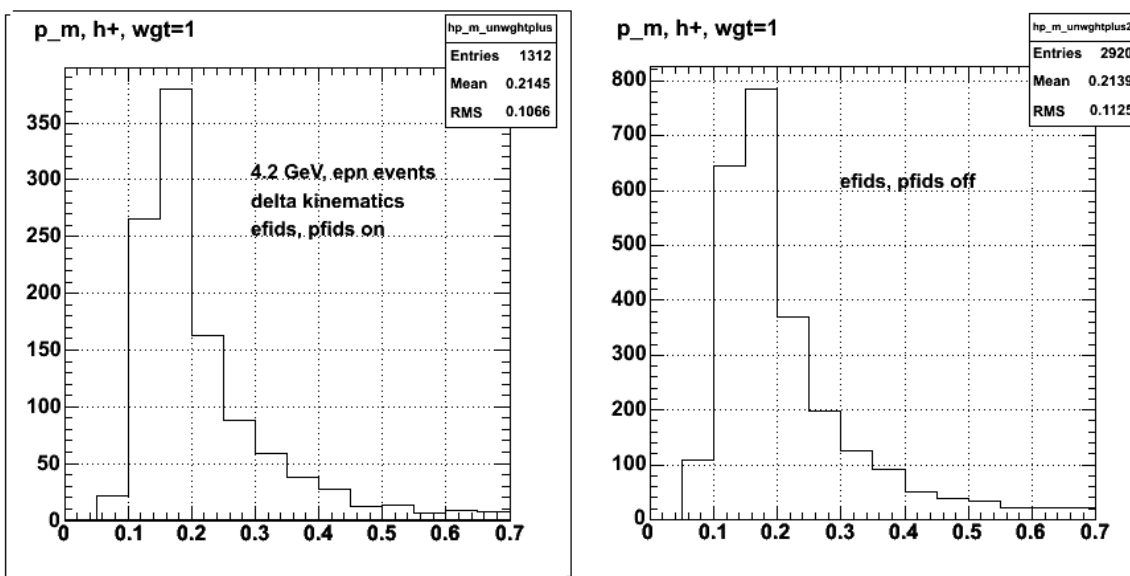 p_m, h+, wgt=1
hp_m_unwghtplus
Entries 1312
Mean 0.2145
RMS 0.1066
350
300
250
200
150
100
50
0
4.2 GeV, epn events
delta kinematics
efids, pfids on
0 0.1 0.2 0.3 0.4 0.5 0.6 0.7
p_m, h+, wgt=1
hp_m_unwghtplus2
Entries 2920
Mean 0.2139
RMS 0.1125
800
700
600
500
400
300
200
100
0
efids, pfids off
0 0.1 0.2 0.3 0.4 0.5 0.6 0.7